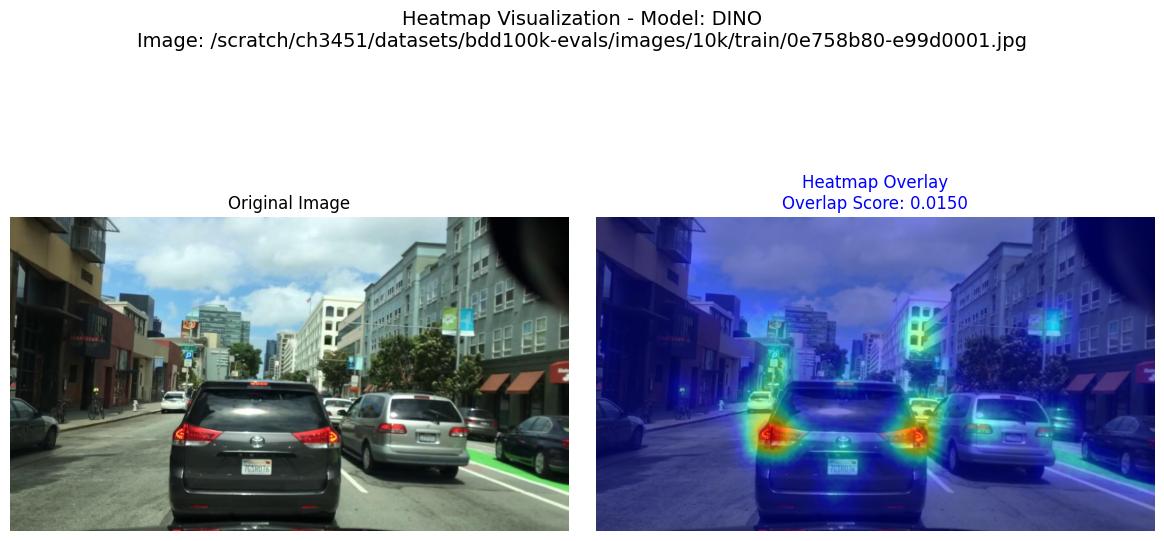 Heatmap Visualization - Model: DINO
Image: /scratch/ch3451/datasets/bdd100k-evals/images/10k/train/0e758b80-e99d0001.jpg
Original Image
Heatmap Overlay
Overlap Score: 0.0150